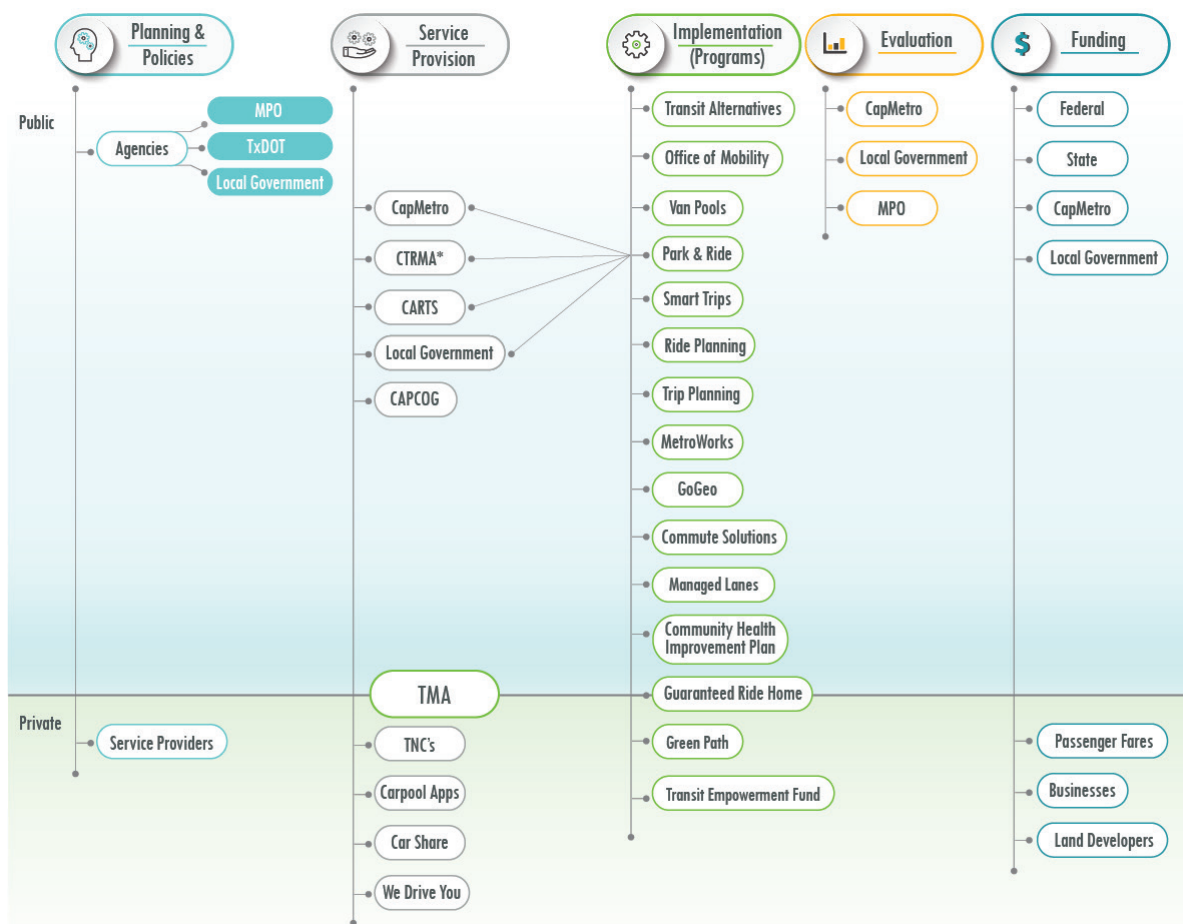 Planning &
Policies
Service
Provision
Implementation
(Programs)
Evaluation
Funding
Public
Agencies
MPO
TxDOT
Local Government
CapMetro
CTRMA*
CARTS
Local Government
CAPCOG
Transit Alternatives
Office of Mobility
Van Pools
Park & Ride
Smart Trips
Ride Planning
Trip Planning
MetroWorks
GoGeo
Commute Solutions
Managed Lanes
Community Health
Improvement Plan
CapMetro
Local Government
MPO
Federal
State
CapMetro
Local Government
TMA
Guaranteed Ride Home
Private
Service Providers
TNC's
Carpool Apps
Car Share
We Drive You
Green Path
Transit Empowerment Fund
Passenger Fares
Businesses
Land Developers